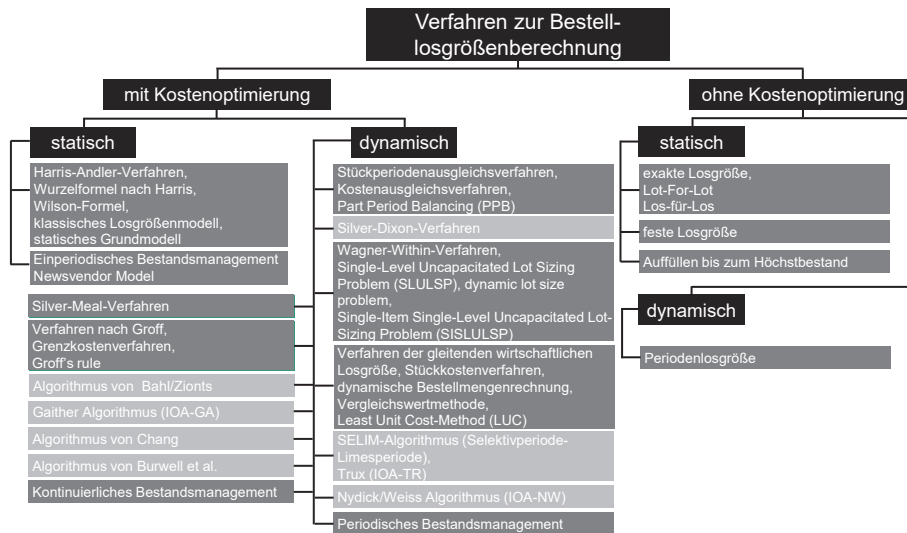 Verfahren zur Bestell-
losgrößenberechnung
mit Kostenoptimierung
ohne Kostenoptimierung
statisch
Harris-Andler-Verfahren,
Wurzelformel nach Harris,
Wilson-Formel,
klassisches Losgrößenmodell,
statisches Grundmodell
Einperiodisches Bestandsmanagement
Newsvendor Model
Silver-Meal-Verfahren
Verfahren nach Groff,
Grenzkostenverfahren,
Groff's rule
Algorithmus von Bahl/Zionts
Gaither Algorithmus (IOA-GA)
Algorithmus von Chang
Algorithmus von Burwell et al.
Kontinuierliches Bestandsmanagement
dynamisch
Stückperiodenausgleichsverfahren,
Kostenausgleichsverfahren,
Part Period Balancing (PPB)
Silver-Dixon-Verfahren
Wagner-Within-Verfahren,
Single-Level Uncapacitated Lot Sizing
Problem (SLULSP), dynamic lot size
problem,
Single-Item Single-Level Uncapacitated Lot-
Sizing Problem (SISLULSP)
Verfahren der gleitenden wirtschaftlichen
Losgröße, Stückkostenverfahren,
dynamische Bestellmengenrechnung,
Vergleichswertmethode,
Least Unit Cost-Method (LUC)
SELIM-Algorithmus (Selektivperiode-
Limesperiode),
Trux (IOA-TR)
Nydick/Weiss Algorithmus (IOA-NW)
Periodisches Bestandsmanagement
statisch
exakte Losgröße,
Lot-For-Lot
Los-für-Los
feste Losgröße
Auffüllen bis zum Höchstbestand
dynamisch
Periodenlosgröße